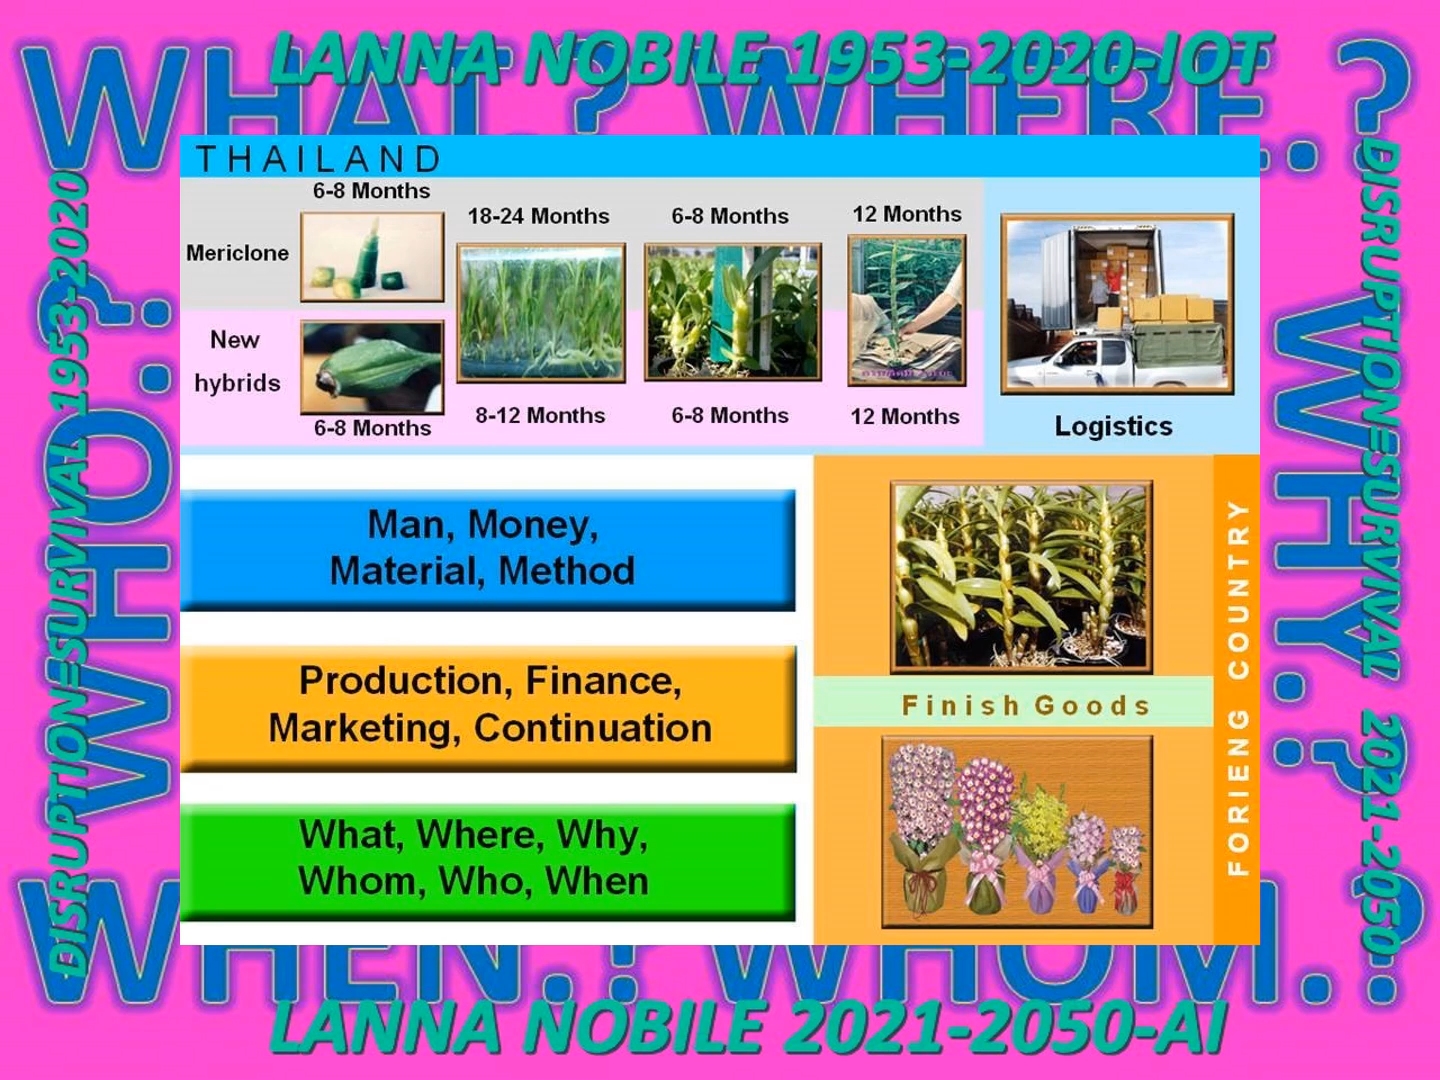 LANNA NOBILE 1953-2020-IOT
WHAT.? WHERE.?
THAILAND
6-8 Months
18-24 Months
6-8 Months
12 Months
Mericlone
New
hybrids
8-12 Months
6-8 Months
12 Months
6-8 Months
Logistics
Man, Money,
Material, Method
Production, Finance,
Marketing, Continuation
What, Where, Why,
Whom, Who, When
Finish Goods
FORIENG COUNTRY
DISRUPTION=SURVIVAL 1953-2020
WHO.?
DISRUPTION=SURVIVAL 2021-2050
WHY.?
WHEN.? WHOM.?
LANNA NOBILE 2021-2050-AI